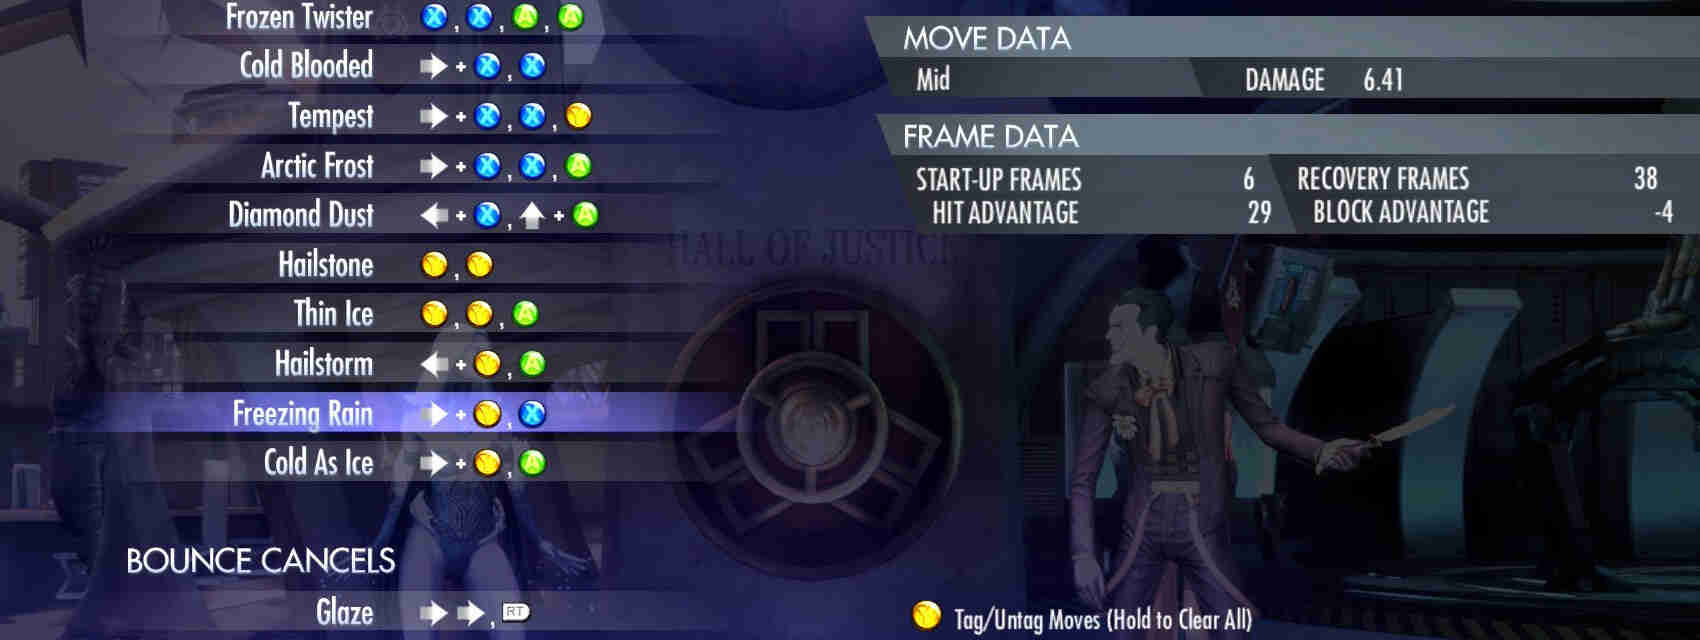 Frozen Twister X , X , A , A
Cold Blooded + X , X
Tempest + X , X , Y
Arctic Frost + X , X , A
Diamond Dust + X , + A
Hailstone Y , Y
Thin Ice Y , Y , A
Hailstorm + Y , A
Freezing Rain + Y , X
Cold As Ice + Y , A
BOUNCE CANCELS
Glaze , RT
MOVE DATA
Mid DAMAGE 6.41
FRAME DATA
START-UP FRAMES 6 RECOVERY FRAMES 38
HIT ADVANTAGE 29 BLOCK ADVANTAGE -4
HALL OF JUSTICE
Y Tag/Untag Moves (Hold to Clear All)